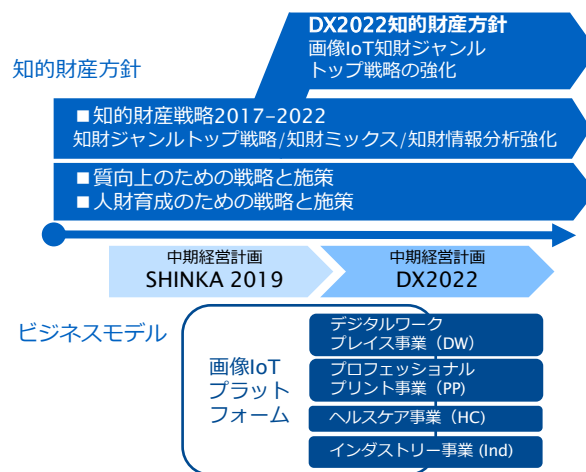 DX2022知的財産方針
画像IoT知財ジャンル
トップ戦略の強化
知的財産方針
■知的財産戦略2017–2022
知財ジャンルトップ戦略/知財ミックス/知財情報分析強化
■質向上のための戦略と施策
■人財育成のための戦略と施策
中期経営計画
SHINKA 2019
中期経営計画
DX2022
ビジネスモデル
画像IoT
プラット
フォーム
デジタルワーク
プレイス事業（DW）
プロフェッショナル
プリント事業（PP)
ヘルスケア事業（HC）
インダストリー事業 (Ind)